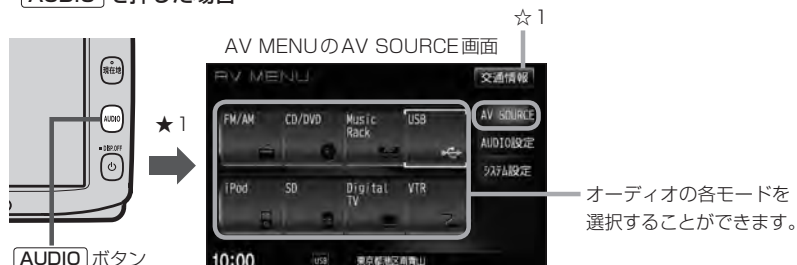 AUDIO を押した場合
☆1
AV MENUのAV SOURCE画面
現在地
AUDIO
DISP.OFF
★1
AUDIO ボタン
AV MENU
交通情報
FM/AM
CD/DVD
Music Rack
USB
AV SOURCE
AUDIO設定
システム設定
iPod
SD
Digital TV
VTR
10:00
USB
東京都港区南青山
オーディオの各モードを
選択することができます。